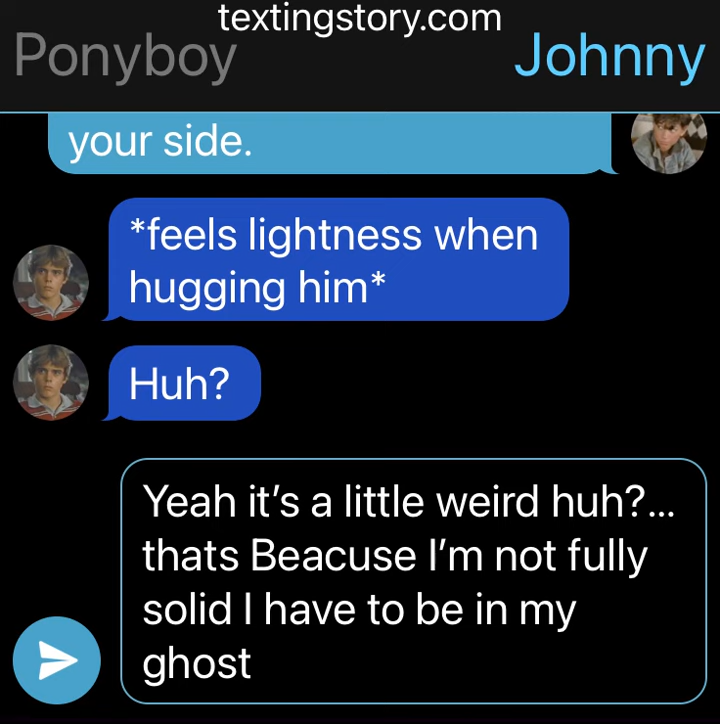 textingstory.com
Ponyboy
Johnny
your side.
*feels lightness when
hugging him*
Huh?
Yeah it's a little weird huh?...
thats Beacuse I'm not fully
solid I have to be in my
ghost